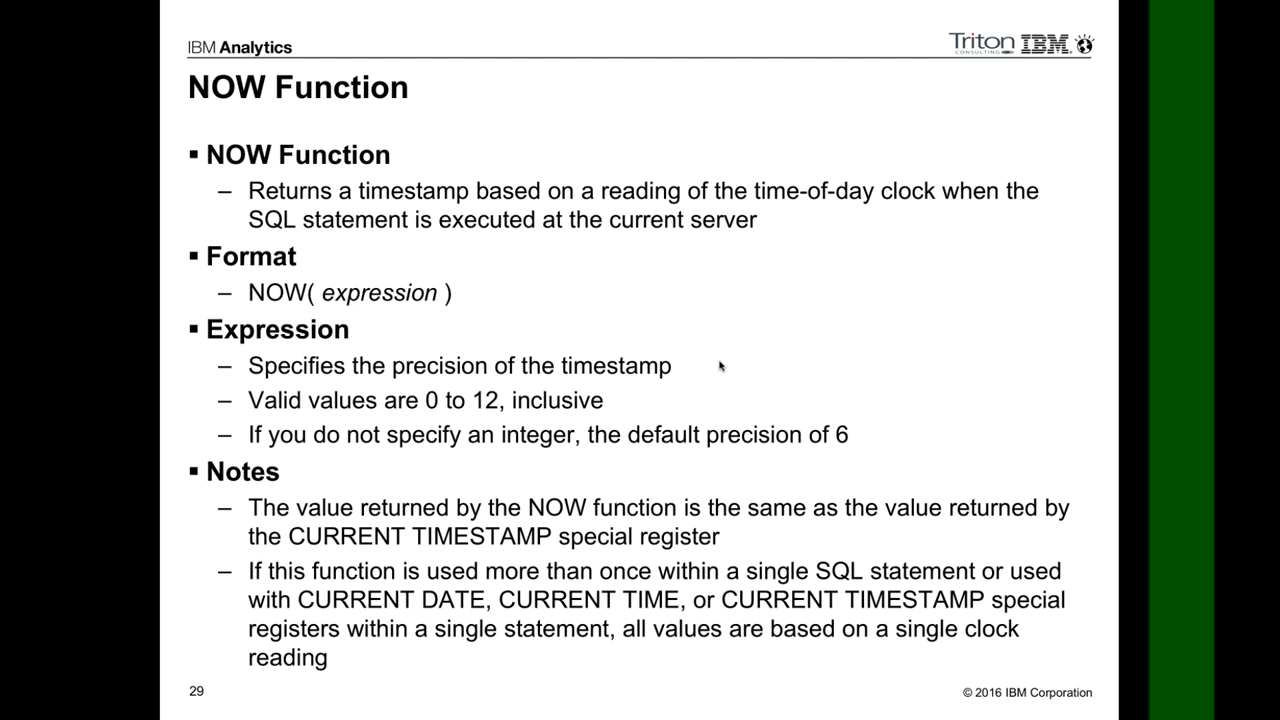 IBM Analytics
Triton
CONSULTING
IBM
NOW Function
▪ NOW Function
– Returns a timestamp based on a reading of the time-of-day clock when the
SQL statement is executed at the current server
▪ Format
– NOW( expression )
▪ Expression
– Specifies the precision of the timestamp
– Valid values are 0 to 12, inclusive
– If you do not specify an integer, the default precision of 6
▪ Notes
– The value returned by the NOW function is the same as the value returned by
the CURRENT TIMESTAMP special register
– If this function is used more than once within a single SQL statement or used
with CURRENT DATE, CURRENT TIME, or CURRENT TIMESTAMP special
registers within a single statement, all values are based on a single clock
reading
29
© 2016 IBM Corporation